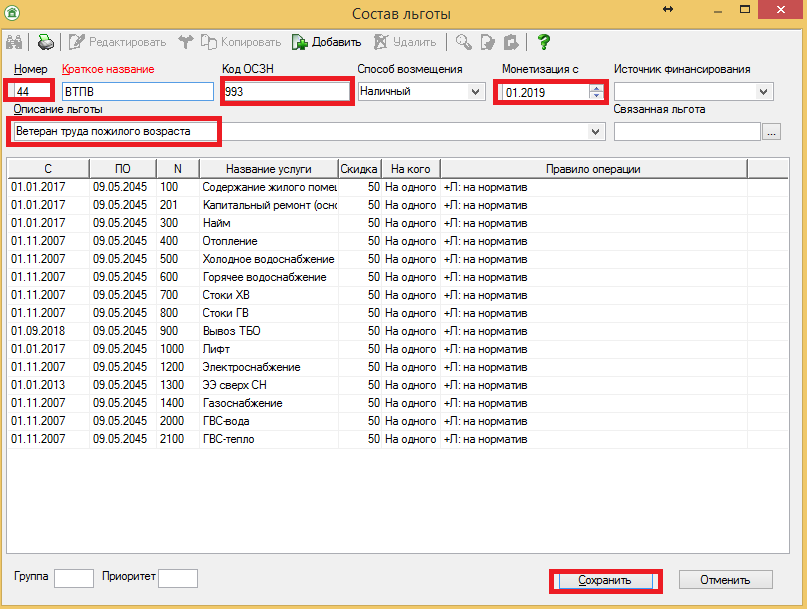 Состав льготы
Редактировать Копировать Добавить Удалить
Номер Краткое название Код ОСЗН Способ возмещения Монетизация с Источник финансирования
44 ВТПВ 993 Наличный 01.2019
Описание льготы Связанная льгота
Ветеран труда пожилого возраста ...
С ПО N Название услуги Скидка На кого Правило операции
01.01.2017 09.05.2045 100 Содержание жилого помещ 50 На одного +Л: на норматив
01.01.2017 09.05.2045 201 Капитальный ремонт (осно 50 На одного +Л: на норматив
01.01.2017 09.05.2045 300 Найм 50 На одного +Л: на норматив
01.11.2007 09.05.2045 400 Отопление 50 На одного +Л: на норматив
01.11.2007 09.05.2045 500 Холодное водоснабжение 50 На одного +Л: на норматив
01.11.2007 09.05.2045 600 Горячее водоснабжение 50 На одного +Л: на норматив
01.11.2007 09.05.2045 700 Стоки ХВ 50 На одного +Л: на норматив
01.11.2007 09.05.2045 800 Стоки ГВ 50 На одного +Л: на норматив
01.09.2018 09.05.2045 900 Вывоз ТБО 50 На одного +Л: на норматив
01.01.2017 09.05.2045 1000 Лифт 50 На одного +Л: на норматив
01.11.2007 09.05.2045 1200 Электроснабжение 50 На одного +Л: на норматив
01.01.2013 09.05.2045 1300 ЭЭ сверх СН 50 На одного +Л: на норматив
01.11.2007 09.05.2045 1400 Газоснабжение 50 На одного +Л: на норматив
01.11.2007 09.05.2045 2000 ГВС-вода 50 На одного +Л: на норматив
01.11.2007 09.05.2045 2100 ГВС-тепло 50 На одного +Л: на норматив
Группа Приоритет Сохранить Отменить